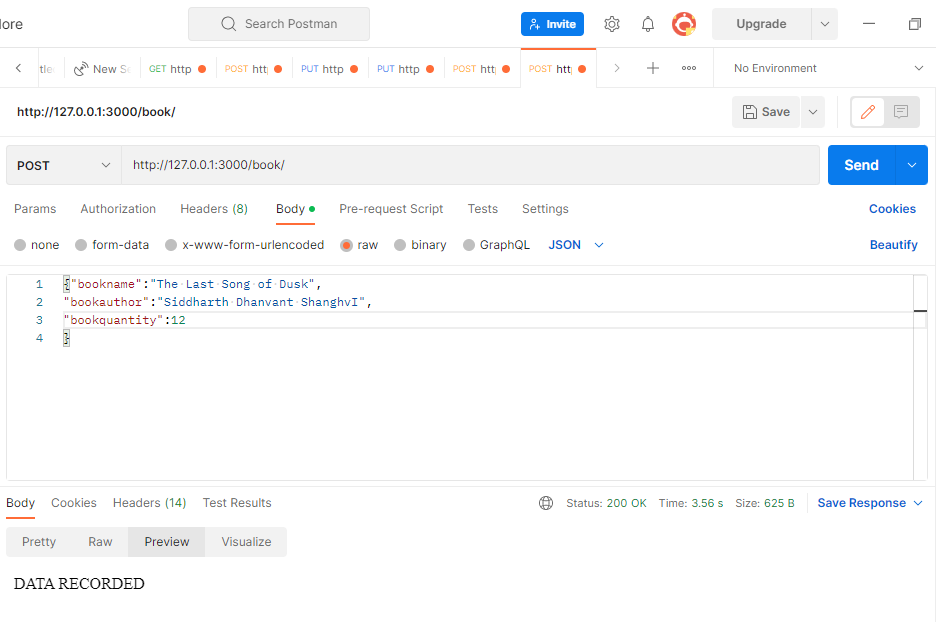 lore
Search Postman
Invite
Upgrade
New S
GET http
POST htt
PUT http
PUT http
POST htt
POST htt
No Environment
http://127.0.0.1:3000/book/
Save
POST
http://127.0.0.1:3000/book/
Send
Params Authorization Headers (8) Body Pre-request Script Tests Settings Cookies
none form-data x-www-form-urlencoded raw binary GraphQL JSON Beautify
1 {"bookname":"The Last Song of Dusk",
2 "bookauthor":"Siddharth Dhanvant ShanghvI",
3 "bookquantity":12
4 }
Body Cookies Headers (14) Test Results Status: 200 OK Time: 3.56 s Size: 625 B Save Response
Pretty Raw Preview Visualize
DATA RECORDED